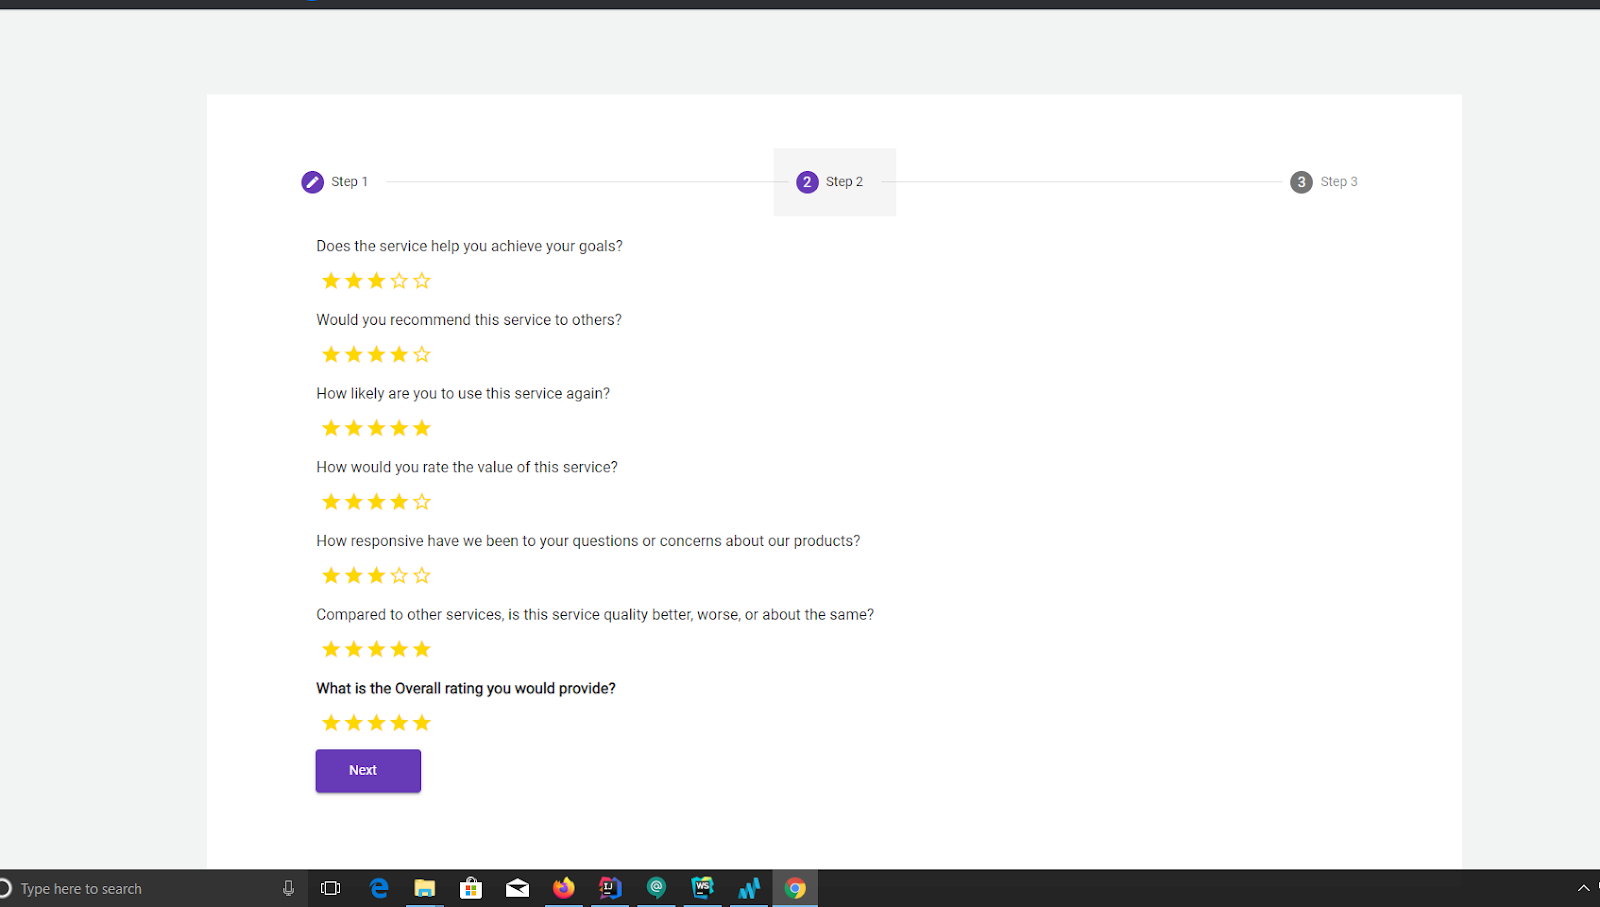 Step 1
2 Step 2
3 Step 3
Does the service help you achieve your goals?
Would you recommend this service to others?
How likely are you to use this service again?
How would you rate the value of this service?
How responsive have we been to your questions or concerns about our products?
Compared to other services, is this service quality better, worse, or about the same?
What is the Overall rating you would provide?
Next
Type here to search
IJ
WS